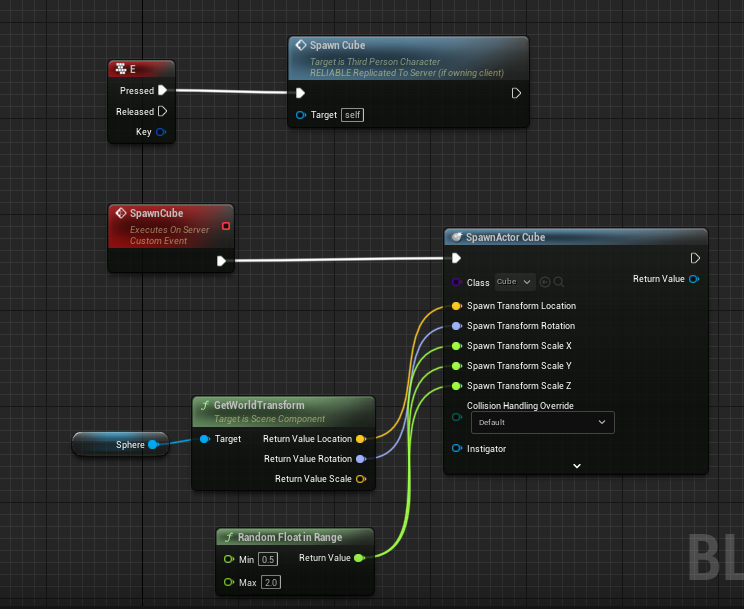 E
Pressed
Released
Key
Spawn Cube
Target is Third Person Character
RELIABLE Replicated To Server (if owning client)
Target self
SpawnCube
Executes On Server
Custom Event
SpawnActor Cube
Class Cube
Return Value
Spawn Transform Location
Spawn Transform Rotation
Spawn Transform Scale X
Spawn Transform Scale Y
Spawn Transform Scale Z
Collision Handling Override
Default
Instigator
Sphere
GetWorldTransform
Target is Scene Component
Target
Return Value Location
Return Value Rotation
Return Value Scale
Random Float in Range
Min 0.5
Return Value
Max 2.0
BL